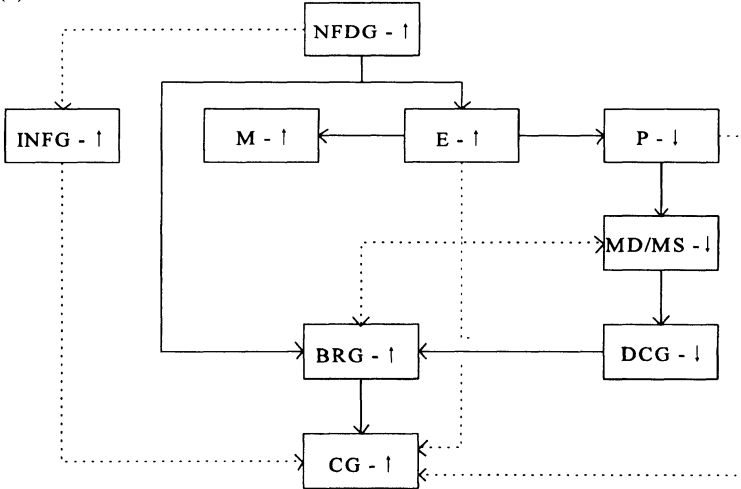 NFDG - ↑
INFG - ↑
M - ↑
E - ↑
P - ↓
MD/MS - ↓
BRG - ↑
DCG - ↓
CG - ↑